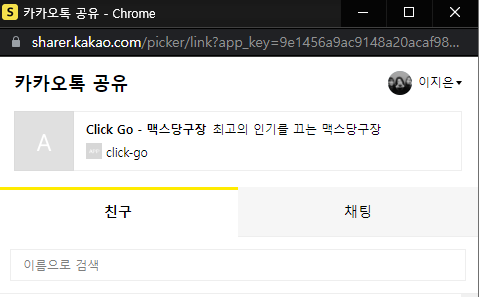 카카오톡 공유 - Chrome
sharer.kakao.com/picker/link?app_key=9e1456a9ac9148a20acaf98...
카카오톡 공유
이지은
A
Click Go - 맥스당구장 최고의 인기를 끄는 맥스당구장
click-go
친구
채팅
이름으로 검색